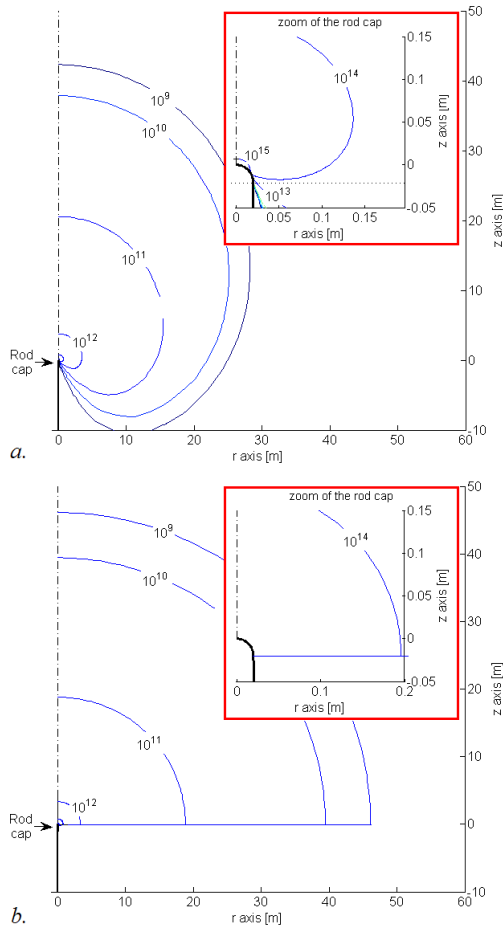 50
40
30
20
10
0
-10
z axis [m]
10^9
10^10
10^11
10^12
Rod
cap
0 10 20 30 40 50 60
r axis [m]
a.
zoom of the rod cap
0.15
0.1
0.05
0
-0.05
z axis [m]
10^14
10^15
10^13
0 0.05 0.1 0.15
r axis [m]
50
40
30
20
10
0
-10
z axis [m]
10^9
10^10
10^11
10^12
Rod
cap
0 10 20 30 40 50 60
r axis [m]
b.
zoom of the rod cap
0.15
0.1
0.05
0
-0.05
z axis [m]
10^14
0 0.1 0.2
r axis [m]